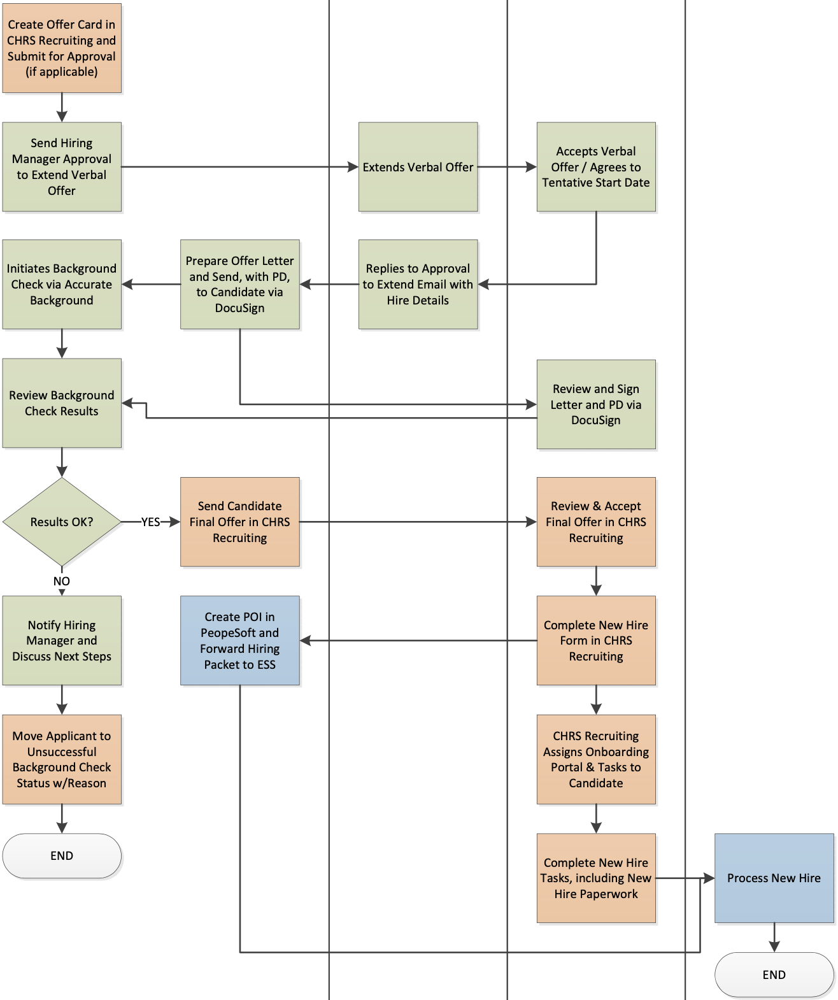 Create Offer Card in
CHRS Recruiting and
Submit for Approval
(if applicable)
Send Hiring
Manager Approval
to Extend Verbal
Offer
Extends Verbal Offer
Accepts Verbal
Offer / Agrees to
Tentative Start Date
Initiates Background
Check via Accurate
Background
Prepare Offer Letter
and Send, with PD,
to Candidate via
DocuSign
Replies to Approval
to Extend Email with
Hire Details
Review Background
Check Results
Review and Sign
Letter and PD via
DocuSign
Results OK?
YES
Send Candidate
Final Offer in CHRS
Recruiting
Review & Accept
Final Offer in CHRS
Recruiting
NO
Notify Hiring
Manager and
Discuss Next Steps
Create POI in
PeopeSoft and
Forward Hiring
Packet to ESS
Complete New Hire
Form in CHRS
Recruiting
Move Applicant to
Unsuccessful
Background Check
Status w/Reason
CHRS Recruiting
Assigns Onboarding
Portal & Tasks to
Candidate
END
Complete New Hire
Tasks, including New
Hire Paperwork
Process New Hire
END